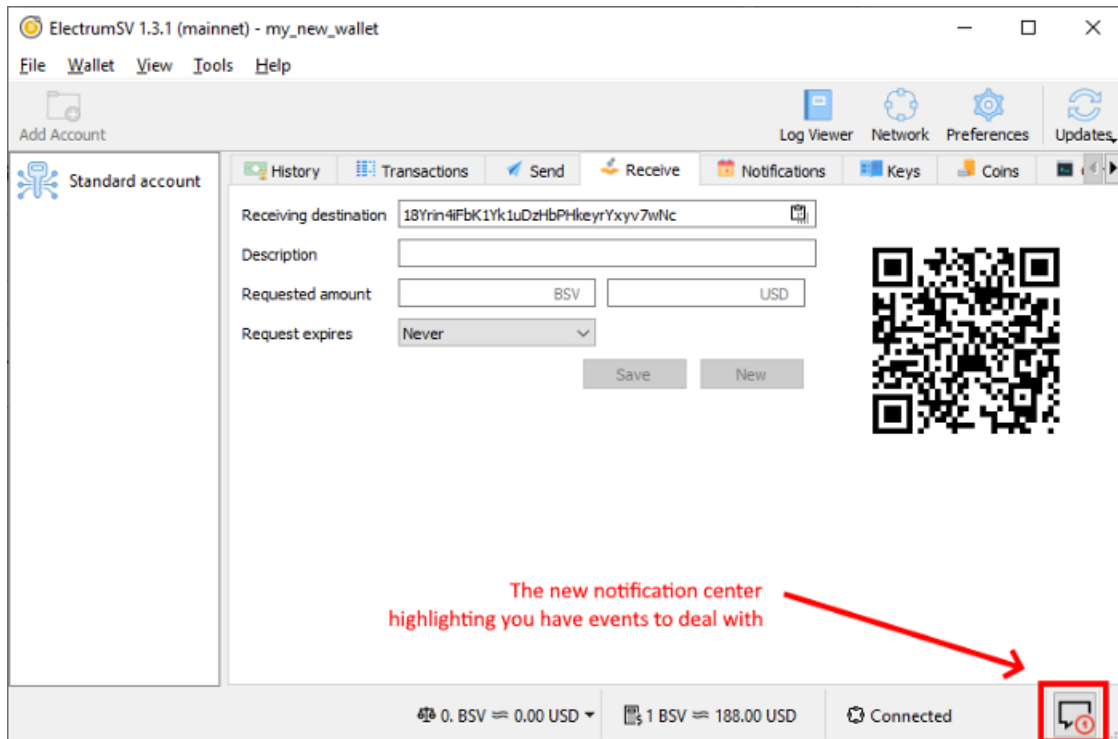 ElectrumSV 1.3.1 (mainnet) - my_new_wallet
File Wallet View Tools Help
Add Account
Log Viewer Network Preferences Updates
Standard account
History Transactions Send Receive Notifications Keys Coins
Receiving destination 18Yrin4iFbK1Yk1uDzHbPHkeyrYxyv7wNc
Description
Requested amount BSV USD
Request expires Never
Save New
The new notification center
highlighting you have events to deal with
0. BSV ≈ 0.00 USD 1 BSV ≈ 188.00 USD Connected
1